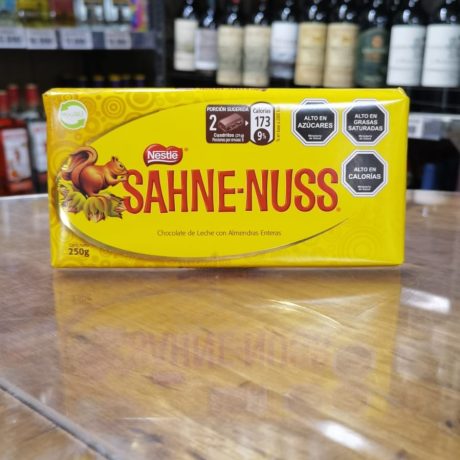 PORCIÓN SUGERIDA
2
Cuadritos
Calorías
173
9%
ALTO EN
AZÚCARES
ALTO EN
GRASAS
SATURADAS
ALTO EN
CALORÍAS
Nestlé
SAHNE-NUSS
Chocolate de Leche con Almendras Enteras
250g